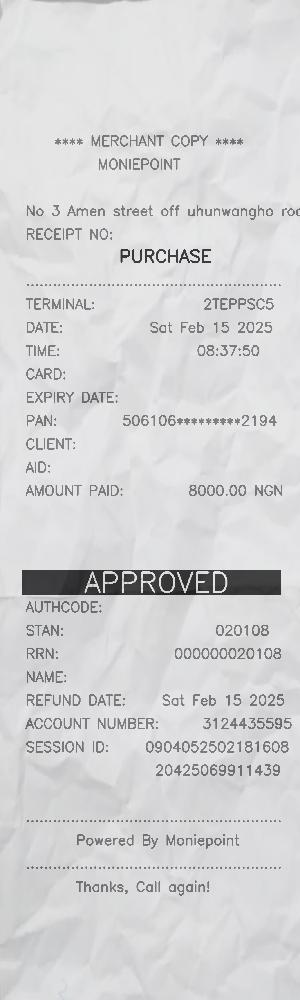 **** MERCHANT COPY ****
MONIEPOINT
No 3 Amen street off uhunwangho
RECEIPT NO:
PURCHASE
TERMINAL: 2TEPPSC5
DATE: Sat Feb 15 2025
TIME: 08:37:50
CARD:
EXPIRY DATE:
PAN: 506106*********2194
CLIENT:
AID:
AMOUNT PAID: 8000.00 NGN
APPROVED
AUTHCODE:
STAN: 020108
RRN: 000000020108
NAME:
REFUND DATE: Sat Feb 15 2025
ACCOUNT NUMBER: 3124435595
SESSION ID: 0904052502181608
20425069911439
Powered By Moniepoint
Thanks, Call again!